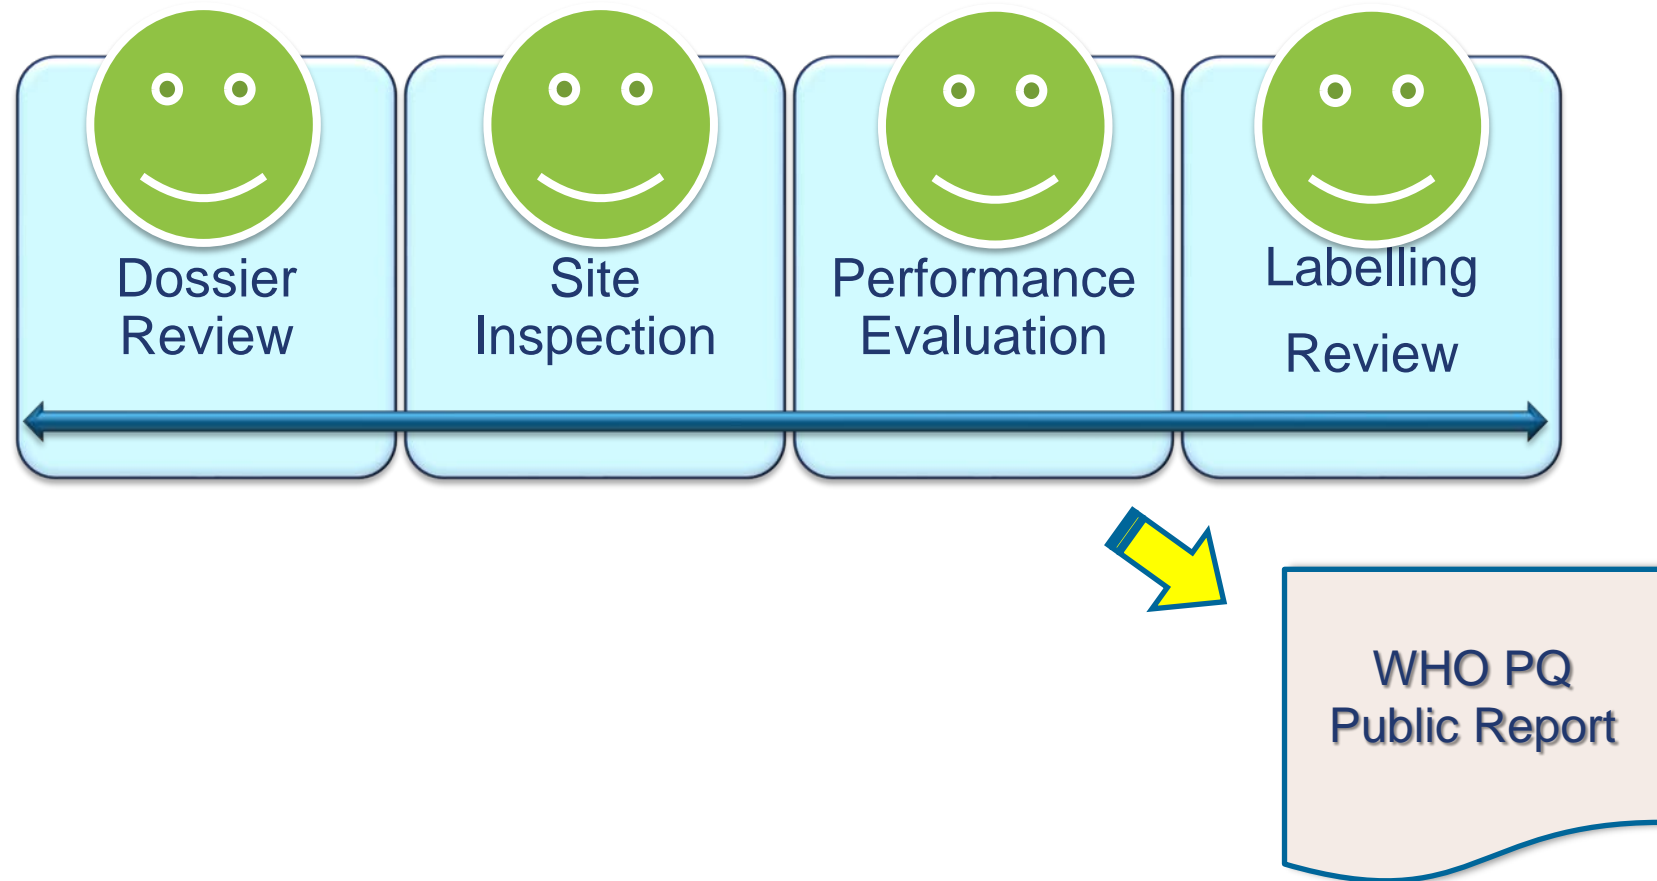 Dossier
Review
Site
Inspection
Performance
Evaluation
Labelling
Review
WHO PQ
Public Report